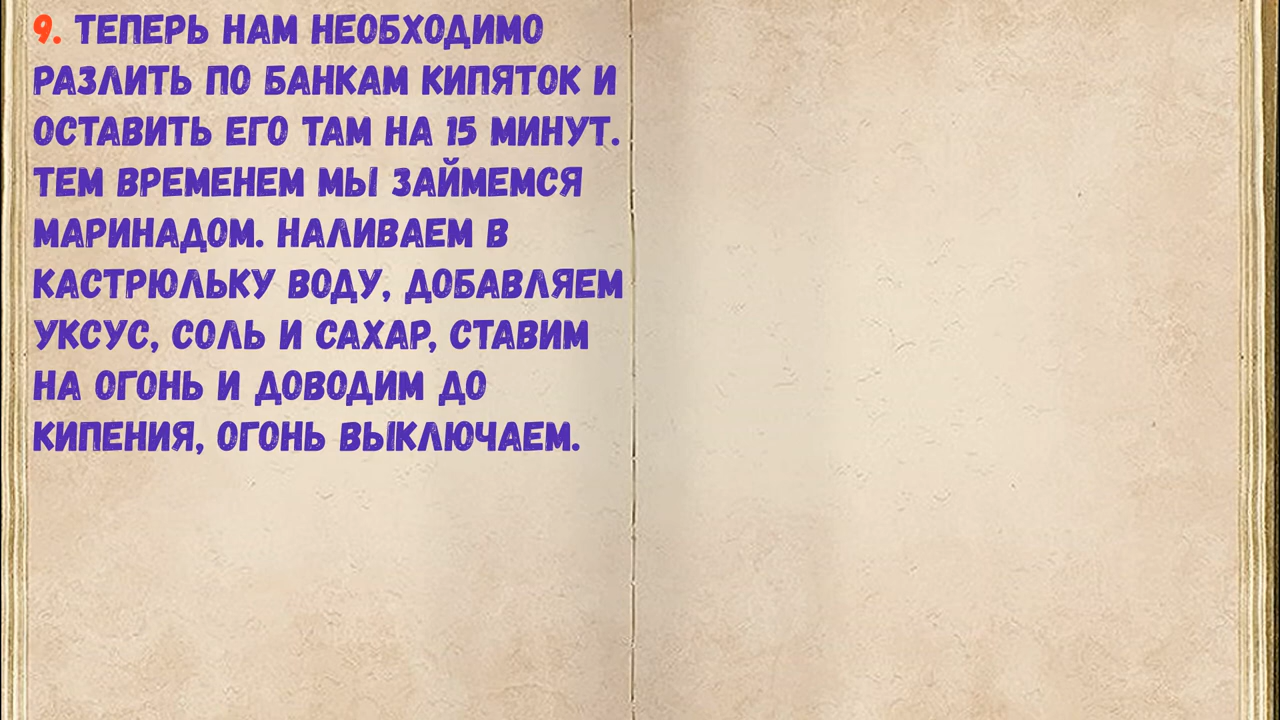 9. ТЕПЕРЬ НАМ НЕОБХОДИМО
РАЗЛИТЬ ПО БАНКАМ КИПЯТОК И
ОСТАВИТЬ ЕГО ТАМ НА 15 МИНУТ.
ТЕМ ВРЕМЕНЕМ МЫ ЗАЙМЕМСЯ
МАРИНАДОМ. НАЛИВАЕМ В
КАСТРЮЛЬКУ ВОДУ, ДОБАВЛЯЕМ
УКСУС, СОЛЬ И САХАР, СТАВИМ
НА ОГОНЬ И ДОВОДИМ ДО
КИПЕНИЯ, ОГОНЬ ВЫКЛЮЧАЕМ.